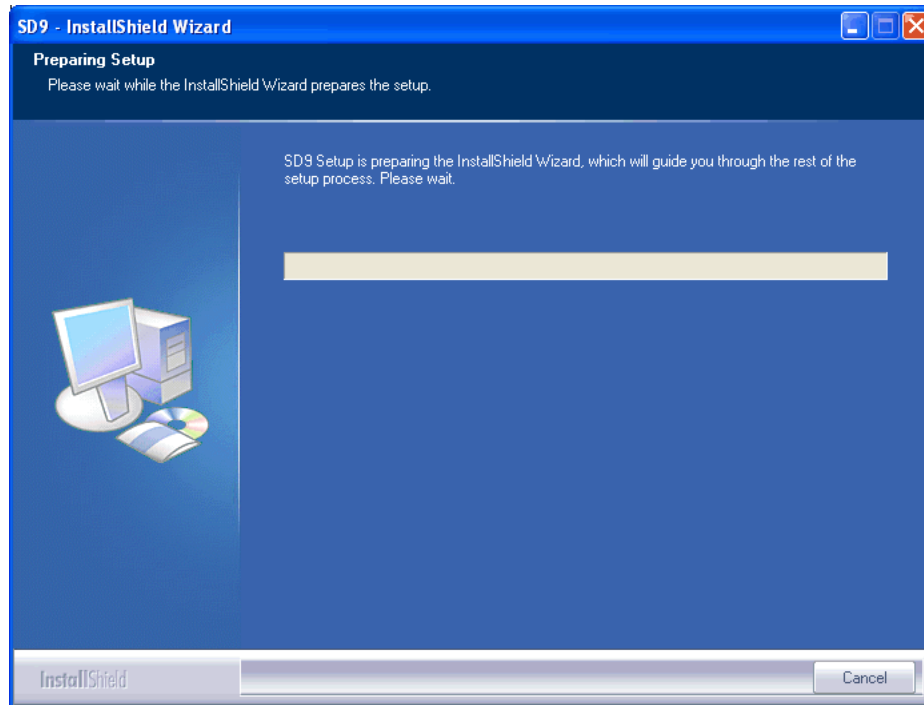 SD9 - InstallShield Wizard
Preparing Setup
Please wait while the InstallShield Wizard prepares the setup.
SD9 Setup is preparing the InstallShield Wizard, which will guide you through the rest of the
setup process. Please wait.
InstallShield
Cancel